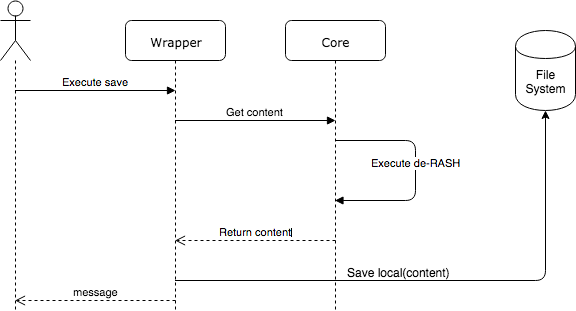 Wrapper
Core
File
System
Execute save
Get content
Execute de-RASH
Return content
Save local(content)
message